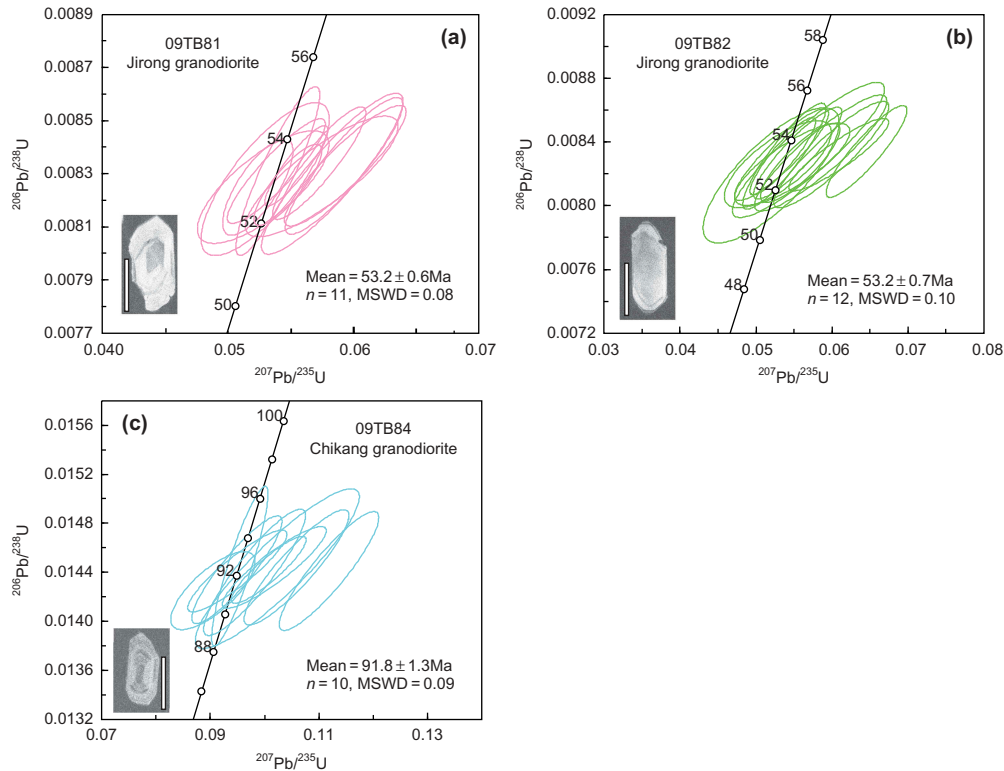 (a)
09TB81
Jirong granodiorite
0.0089
0.0087
0.0085
0.0083
0.0081
0.0079
0.0077
²⁰⁶Pb/²³⁸U
56
54
52
50
Mean = 53.2 ± 0.6Ma
n = 11, MSWD = 0.08
0.040
0.050
0.060
0.07
²⁰⁷Pb/²³⁵U
(b)
09TB82
Jirong granodiorite
0.0092
0.0088
0.0084
0.0080
0.0076
0.0072
²⁰⁶Pb/²³⁸U
58
56
54
52
50
48
Mean = 53.2 ± 0.7Ma
n = 12, MSWD = 0.10
0.03
0.04
0.05
0.06
0.07
0.08
²⁰⁷Pb/²³⁵U
(c)
09TB84
Chikang granodiorite
0.0156
0.0152
0.0148
0.0144
0.0140
0.0136
0.0132
²⁰⁶Pb/²³⁸U
100
96
92
88
Mean = 91.8 ± 1.3Ma
n = 10, MSWD = 0.09
0.07
0.09
0.11
0.13
²⁰⁷Pb/²³⁵U